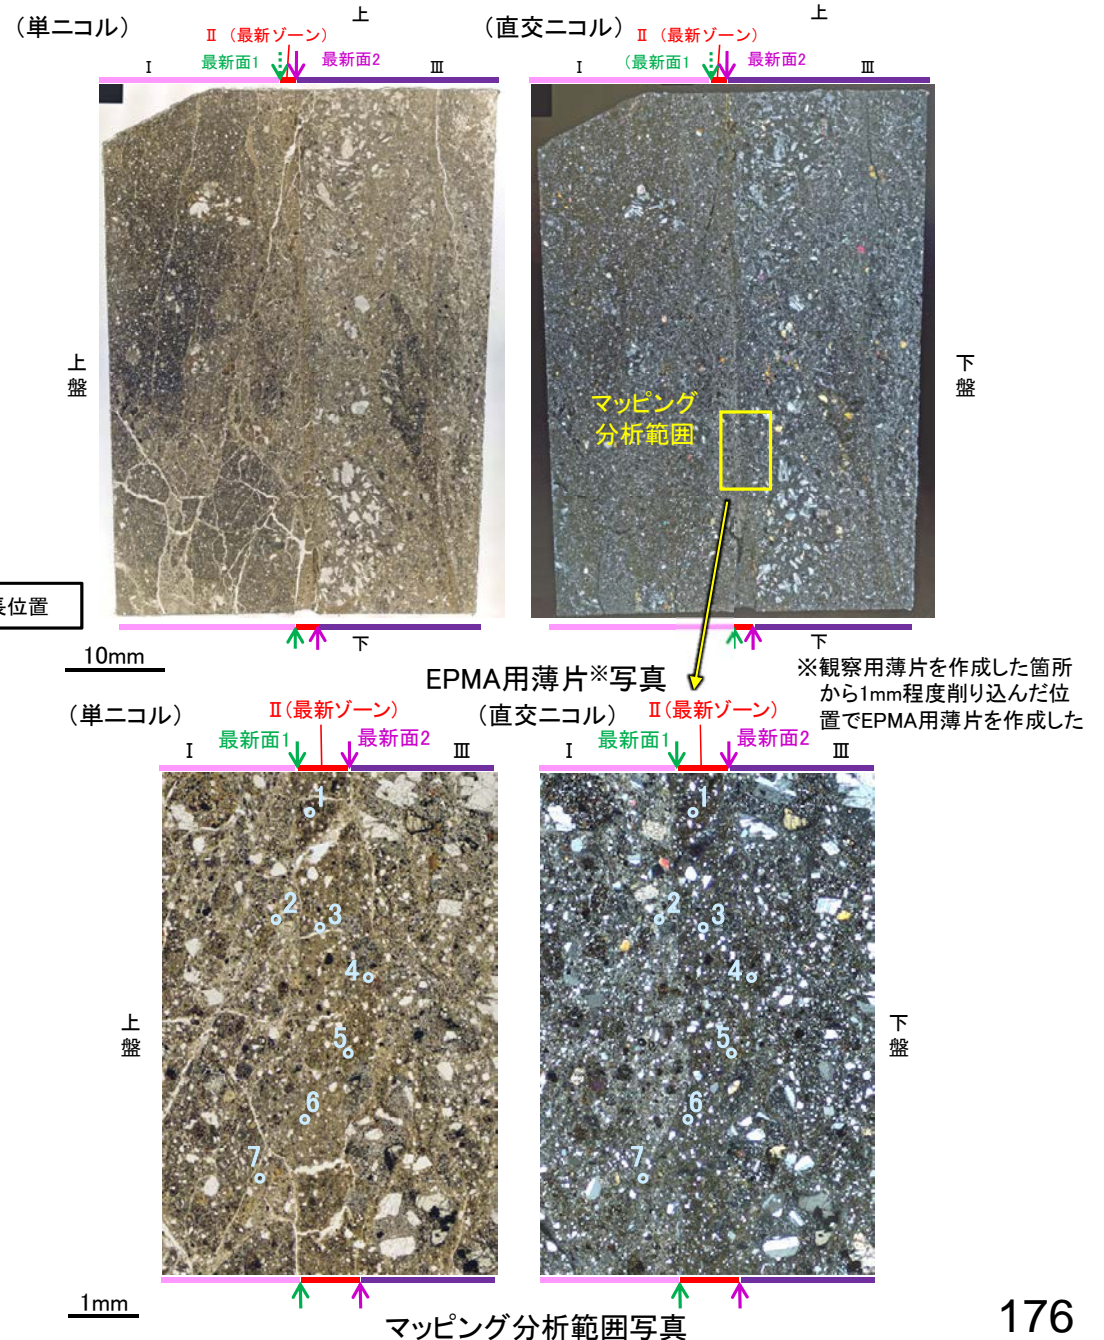 （単ニコル）
上
Ⅱ（最新ゾーン）
Ⅰ
最新面1
最新面2
Ⅲ
（直交ニコル）
上
Ⅱ（最新ゾーン）
Ⅰ
（最新面1
最新面2
Ⅲ
上盤
下盤
マッピング
分析範囲
長位置
下
下
10mm
EPMA用薄片※写真
※観察用薄片を作成した箇所
から1mm程度削り込んだ位
置でEPMA用薄片を作成した
（単ニコル）
Ⅱ（最新ゾーン）
Ⅰ
最新面1
最新面2
Ⅲ
（直交ニコル）
Ⅱ（最新ゾーン）
Ⅰ
最新面1
最新面2
Ⅲ
上盤
下盤
1
2
3
4
5
6
7
1
2
3
4
5
6
7
1mm
マッピング分析範囲写真
176